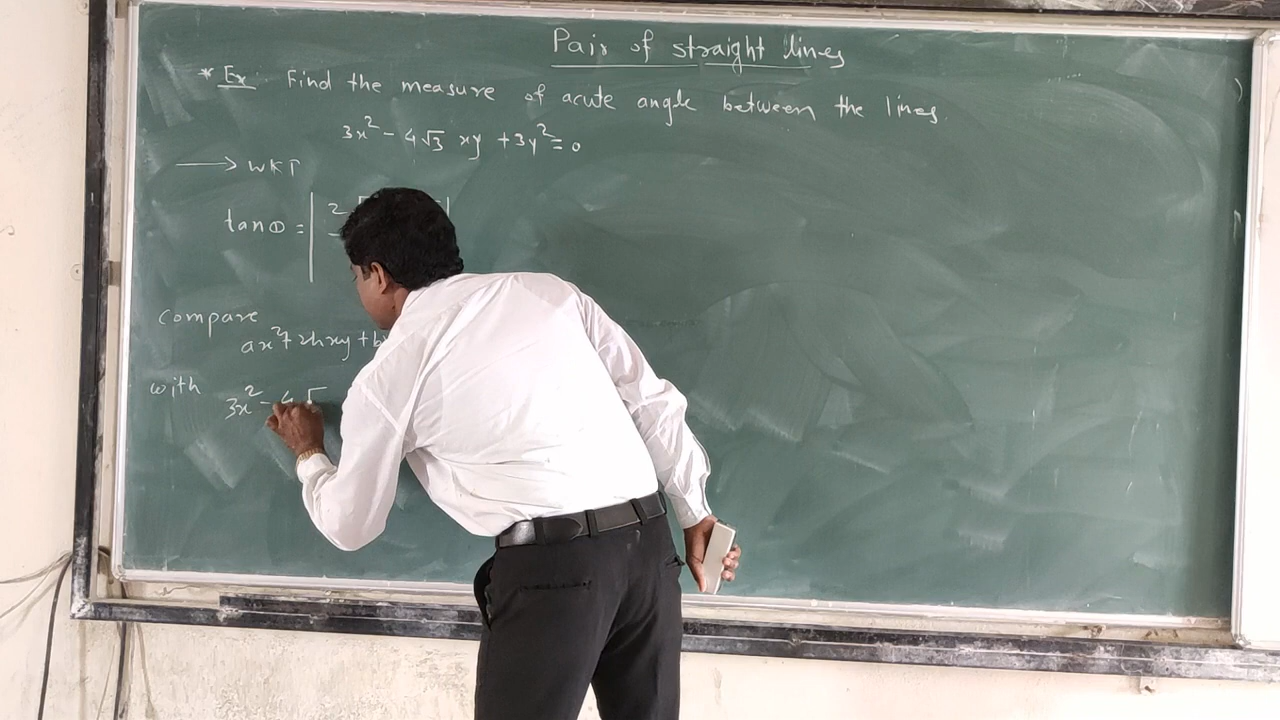 Pair of straight lines
* Ex: Find the measure of acute angle between the lines
3x² - 4√3 xy + 3y² = 0
→ WKT
tanθ = | 2
compare
ax² + 2hxy + b
with 3x² - 4√